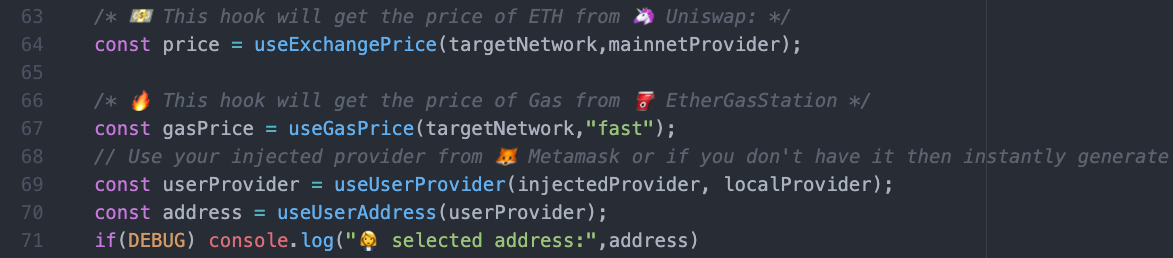 63 /* 💵 This hook will get the price of ETH from 🦄 Uniswap: */
64 const price = useExchangePrice(targetNetwork,mainnetProvider);
65
66 /* 🔥 This hook will get the price of Gas from ⛽️ EtherGasStation */
67 const gasPrice = useGasPrice(targetNetwork,"fast");
68 // Use your injected provider from 🦊 Metamask or if you don't have it then instantly generate
69 const userProvider = useUserProvider(injectedProvider, localProvider);
70 const address = useUserAddress(userProvider);
71 if(DEBUG) console.log("👩‍💼 selected address:",address)